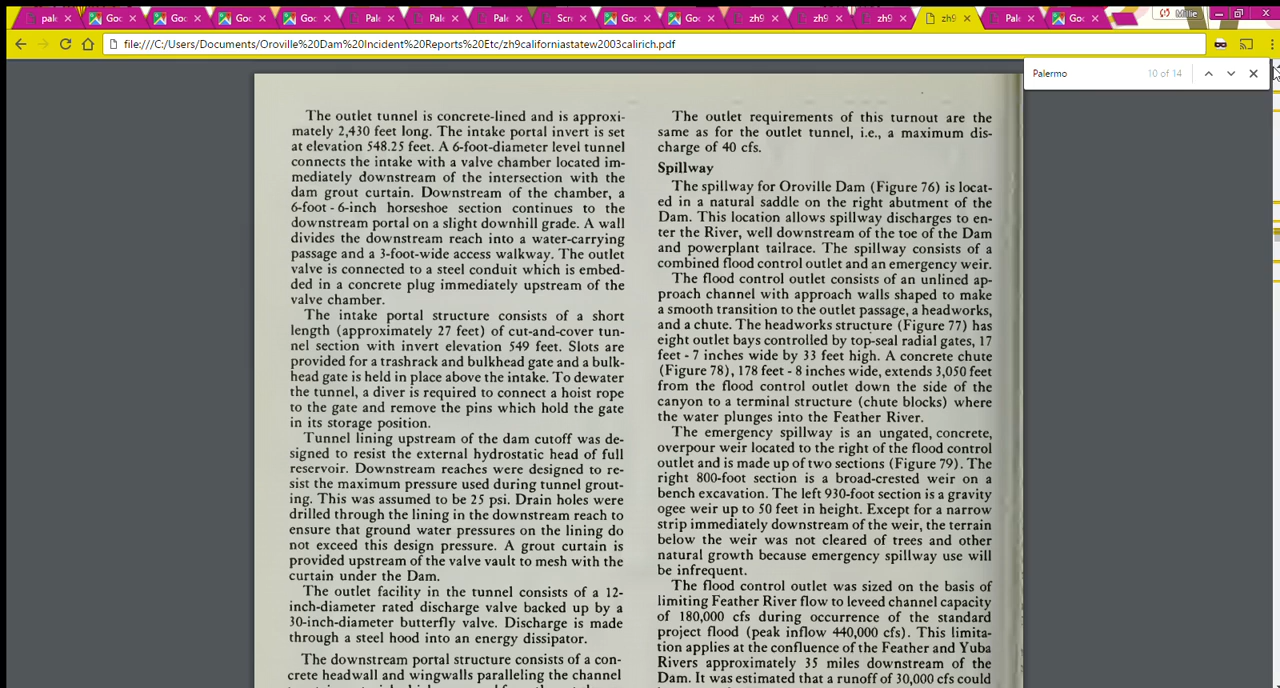 palo
Goo
Goo
Goo
Goo
Pale
Pale
Pale
Scre
Goo
Goo
zh9
zh9
zh9
zh9
Pale
Goo
Millie
file:///C:/Users/Documents/Oroville%20Dam%20Incident%20Reports%20Etc/zh9californiastatew2003calirich.pdf
Palermo 10 of 14
The outlet tunnel is concrete-lined and is approxi-
mately 2,430 feet long. The intake portal invert is set
at elevation 548.25 feet. A 6-foot-diameter level tunnel
connects the intake with a valve chamber located im-
mediately downstream of the intersection with the
dam grout curtain. Downstream of the chamber, a
6-foot - 6-inch horseshoe section continues to the
downstream portal on a slight downhill grade. A wall
divides the downstream reach into a water-carrying
passage and a 3-foot-wide access walkway. The outlet
valve is connected to a steel conduit which is embed-
ded in a concrete plug immediately upstream of the
valve chamber.
The intake portal structure consists of a short
length (approximately 27 feet) of cut-and-cover tun-
nel section with invert elevation 549 feet. Slots are
provided for a trashrack and bulkhead gate and a bulk-
head gate is held in place above the intake. To dewater
the tunnel, a diver is required to connect a hoist rope
to the gate and remove the pins which hold the gate
in its storage position.
Tunnel lining upstream of the dam cutoff was de-
signed to resist the external hydrostatic head of full
reservoir. Downstream reaches were designed to re-
sist the maximum pressure used during tunnel grout-
ing. This was assumed to be 25 psi. Drain holes were
drilled through the lining in the downstream reach to
ensure that ground water pressures on the lining do
not exceed this design pressure. A grout curtain is
provided upstream of the valve vault to mesh with the
curtain under the Dam.
The outlet facility in the tunnel consists of a 12-
inch-diameter rated discharge valve backed up by a
30-inch-diameter butterfly valve. Discharge is made
through a steel hood into an energy dissipator.
The downstream portal structure consists of a con-
crete headwall and wingwalls paralleling the channel
The outlet requirements of this turnout are the
same as for the outlet tunnel, i.e., a maximum dis-
charge of 40 cfs.
Spillway
The spillway for Oroville Dam (Figure 76) is locat-
ed in a natural saddle on the right abutment of the
Dam. This location allows spillway discharges to en-
ter the River, well downstream of the toe of the Dam
and powerplant tailrace. The spillway consists of a
combined flood control outlet and an emergency weir.
The flood control outlet consists of an unlined ap-
proach channel with approach walls shaped to make
a smooth transition to the outlet passage, a headworks,
and a chute. The headworks structure (Figure 77) has
eight outlet bays controlled by top-seal radial gates, 17
feet - 7 inches wide by 33 feet high. A concrete chute
(Figure 78), 178 feet - 8 inches wide, extends 3,050 feet
from the flood control outlet down the side of the
canyon to a terminal structure (chute blocks) where
the water plunges into the Feather River.
The emergency spillway is an ungated, concrete,
overpour weir located to the right of the flood control
outlet and is made up of two sections (Figure 79). The
right 800-foot section is a broad-crested weir on a
bench excavation. The left 930-foot section is a gravity
ogee weir up to 50 feet in height. Except for a narrow
strip immediately downstream of the weir, the terrain
below the weir was not cleared of trees and other
natural growth because emergency spillway use will
be infrequent.
The flood control outlet was sized on the basis of
limiting Feather River flow to leveed channel capacity
of 180,000 cfs during occurrence of the standard
project flood (peak inflow 440,000 cfs). This limita-
tion applies at the confluence of the Feather and Yuba
Rivers approximately 35 miles downstream of the
Dam. It was estimated that a runoff of 30,000 cfs could